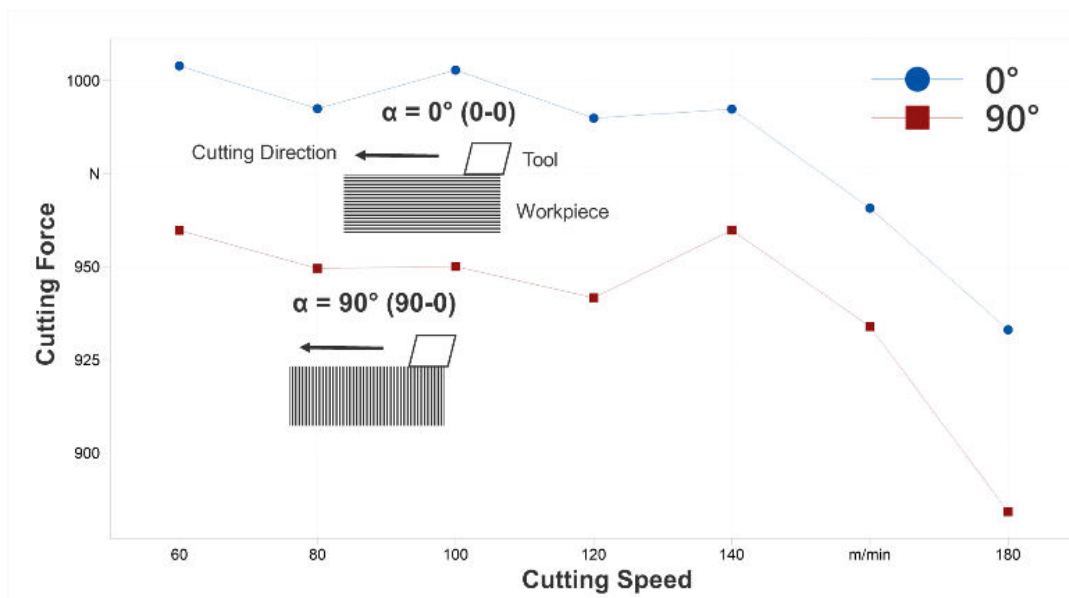 1000
N
950
925
900
Cutting Force
0°
90°
α = 0° (0-0)
Cutting Direction
Tool
Workpiece
α = 90° (90-0)
60 80 100 120 140 m/min 180
Cutting Speed